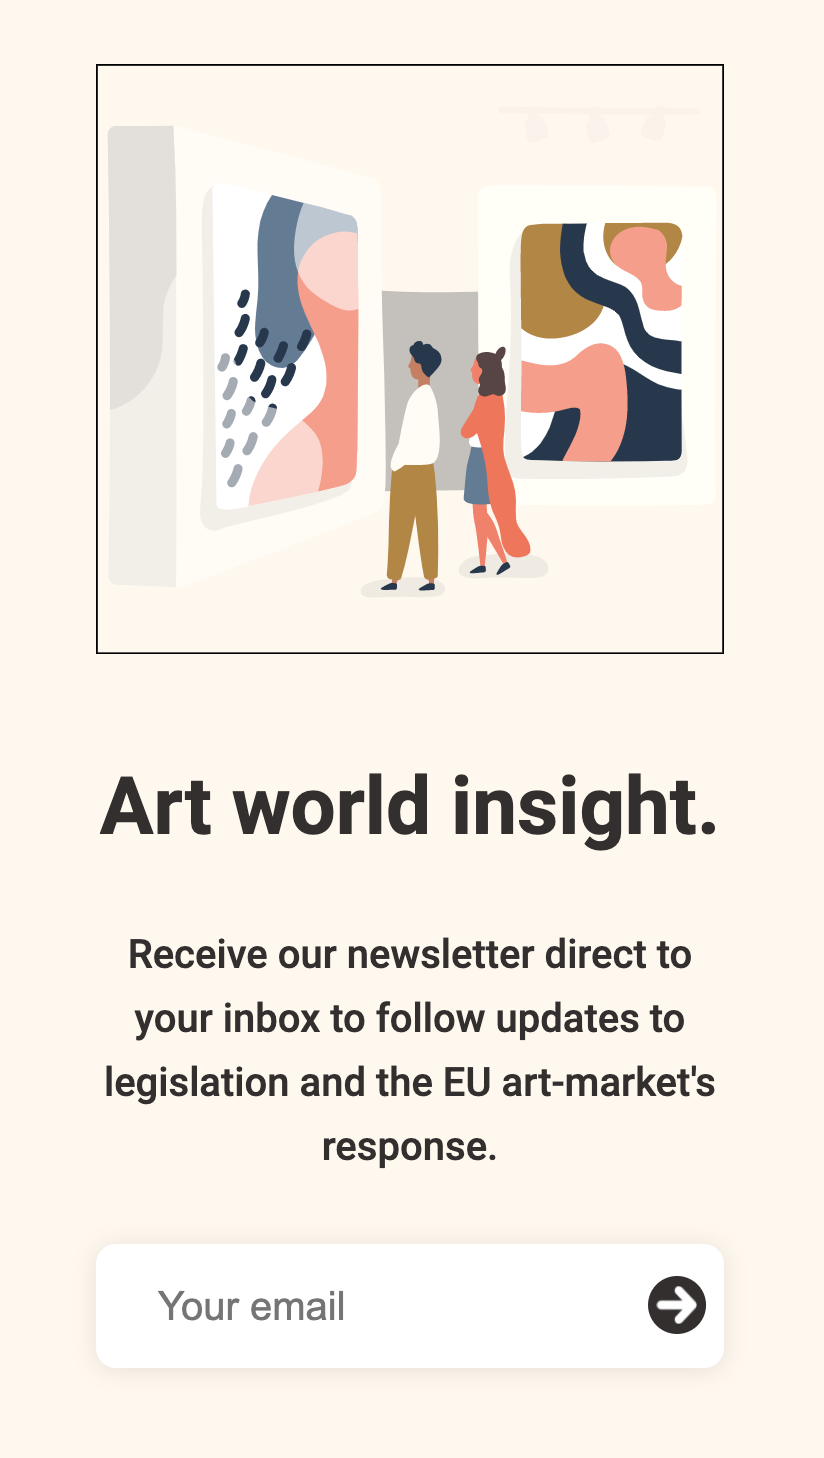 Art world insight.
Receive our newsletter direct to
your inbox to follow updates to
legislation and the EU art-market's
response.
Your email